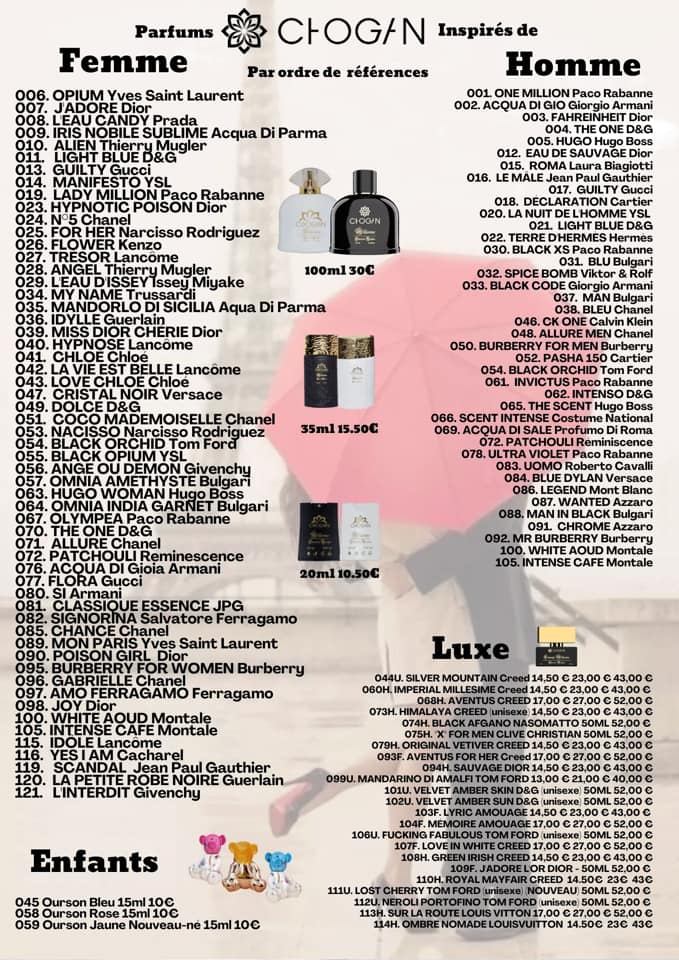 Parfums CHOGAN Inspirés de
Par ordre de références
Femme
006. OPIUM Yves Saint Laurent
007. J'ADORE Dior
008. L'EAU CANDY Prada
009. IRIS NOBILE SUBLIME Acqua Di Parma
010. ALIEN Thierry Mugler
011. LIGHT BLUE D&G
013. GUILTY Gucci
014. MANIFESTO YSL
019. LADY MILLION Paco Rabanne
023. HYPNOTIC POISON Dior
024. N°5 Chanel
025. FOR HER Narcisso Rodriguez
026. FLOWER Kenzo
027. TRESOR Lancôme
028. ANGEL Thierry Mugler
029. L'EAU D'ISSEY Issey Miyake
034. MY NAME Trussardi
035. MANDORLO DI SICILIA Aqua Di Parma
036. IDYLLE Guerlain
039. MISS DIOR CHERIE Dior
040. HYPNOSE Lancôme
041. CHLOE Chloé
042. LA VIE EST BELLE Lancôme
043. LOVE CHLOE Chloé
047. CRISTAL NOIR Versace
049. DOLCE D&G
051. COCO MADEMOISELLE Chanel
053. NACISSO Narcisso Rodriguez
054. BLACK ORCHID Tom Ford
055. BLACK OPIUM YSL
056. ANGE OU DEMON Givenchy
057. OMNIA AMETHYSTE Bulgari
063. HUGO WOMAN Hugo Boss
064. OMNIA INDIA GARNET Bulgari
067. OLYMPEA Paco Rabanne
070. THE ONE D&G
071. ALLURE Chanel
072. PATCHOULI Reminescence
076. ACQUA DI Gioia Armani
077. FLORA Gucci
080. SI Armani
081. CLASSIQUE ESSENCE JPG
082. SIGNORINA Salvatore Ferragamo
085. CHANCE Chanel
089. MON PARIS Yves Saint Laurent
090. POISON GIRL Dior
095. BURBERRY FOR WOMEN Burberry
096. GABRIELLE Chanel
097. AMO FERRAGAMO Ferragamo
098. JOY Dior
100. WHITE AOUD Montale
105. INTENSE CAFE Montale
115. IDOLE Lancôme
116. YES I AM Cacharel
119. SCANDAL Jean Paul Gauthier
120. LA PETITE ROBE NOIRE Guerlain
121. L'INTERDIT Givenchy
Enfants
045 Ourson Bleu 15ml 10€
058 Ourson Rose 15ml 10€
059 Ourson Jaune Nouveau-né 15ml 10€
CHOGAN
CHOGAN
100ml 30€
35ml 15.50€
CHOGAN
CHOGAN
20ml 10.50€
Homme
001. ONE MILLION Paco Rabanne
002. ACQUA DI GIO Giorgio Armani
003. FAHREINHEIT Dior
004. THE ONE D&G
005. HUGO Hugo Boss
012. EAU DE SAUVAGE Dior
015. ROMA Laura Biagiotti
016. LE MÂLE Jean Paul Gauthier
017. GUILTY Gucci
018. DÉCLARATION Cartier
020. LA NUIT DE L'HOMME YSL
021. LIGHT BLUE D&G
022. TERRE D'HERMES Hermès
030. BLACK XS Paco Rabanne
031. BLU Bulgari
032. SPICE BOMB Viktor & Rolf
033. BLACK CODE Giorgio Armani
037. MAN Bulgari
038. BLEU Chanel
046. CK ONE Calvin Klein
048. ALLURE MEN Chanel
050. BURBERRY FOR MEN Burberry
052. PASHA 150 Cartier
054. BLACK ORCHID Tom Ford
061. INVICTUS Paco Rabanne
062. INTENSO D&G
065. THE SCENT Hugo Boss
066. SCENT INTENSE Costume National
069. ACQUA DI SALE Profumo Di Roma
072. PATCHOULI Reminiscence
078. ULTRA VIOLET Paco Rabanne
083. UOMO Roberto Cavalli
084. BLUE DYLAN Versace
086. LEGEND Mont Blanc
087. WANTED Azzaro
088. MAN IN BLACK Bulgari
091. CHROME Azzaro
092. MR BURBERRY Burberry
100. WHITE AOUD Montale
105. INTENSE CAFE Montale
Luxe
044U. SILVER MOUNTAIN Creed 14,50 € 23,00 € 43,00 €
060H. IMPERIAL MILLESIME Creed 14,50 € 23,00 € 43,00 €
068H. AVENTUS CREED 17,00 € 27,00 € 52,00 €
073H. HIMALAYA CREED (unisexe) 14,50 € 23,00 € 43,00 €
074H. BLACK AFGANO NASOMATTO 50ML 52,00 €
075H. 'X' FOR MEN CLIVE CHRISTIAN 50ML 52,00 €
079H. ORIGINAL VETIVER CREED 14,50 € 23,00 € 43,00 €
093F. AVENTUS FOR HER Creed 17,00 € 27,00 € 52,00 €
094H. SAUVAGE DIOR 14,50 € 23,00 € 43,00 €
099U. MANDARINO DI AMALFI TOM FORD 13,00 € 21,00 € 40,00 €
101U. VELVET AMBER SKIN D&G (unisexe) 50ML 52,00 €
102U. VELVET AMBER SUN D&G (unisexe) 50ML 52,00 €
103F. LYRIC AMOUAGE 14,50 € 23,00 € 43,00 €
104F. MEMOIRE AMOUAGE 17,00 € 27,00 € 52,00 €
106U. FUCKING FABULOUS TOM FORD (unisexe) 50ML 52,00 €
107F. LOVE IN WHITE CREED 17,00 € 27,00 € 52,00 €
108H. GREEN IRISH CREED 14,50 € 23,00 € 43,00 €
109F. J'ADORE L'OR DIOR - 50ML 52,00 €
110H. ROYAL MAYFAIR CREED 14.50€ 23€ 43€
111U. LOST CHERRY TOM FORD (unisexe) (NOUVEAU) 50ML 52,00 €
112U. NEROLI PORTOFINO TOM FORD (unisexe) 50ML 52,00 €
113H. SUR LA ROUTE LOUIS VITTON 17,00 € 27,00 € 52,00 €
114H. OMBRE NOMADE LOUISVUITTON 14.50€ 23€ 43€